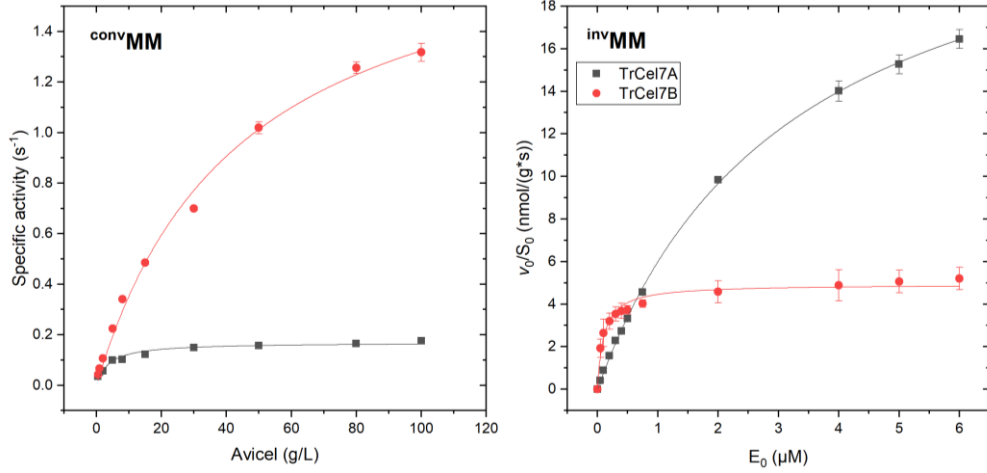 convMM
Specific activity (s-1)
1.4
1.2
1.0
0.8
0.6
0.4
0.2
0.0
0 20 40 60 80 100 120
Avicel (g/L)
invMM
TrCel7A
TrCel7B
v0/S0 (nmol/(g*s))
18
16
14
12
10
8
6
4
2
0
0 1 2 3 4 5 6
E0 (µM)